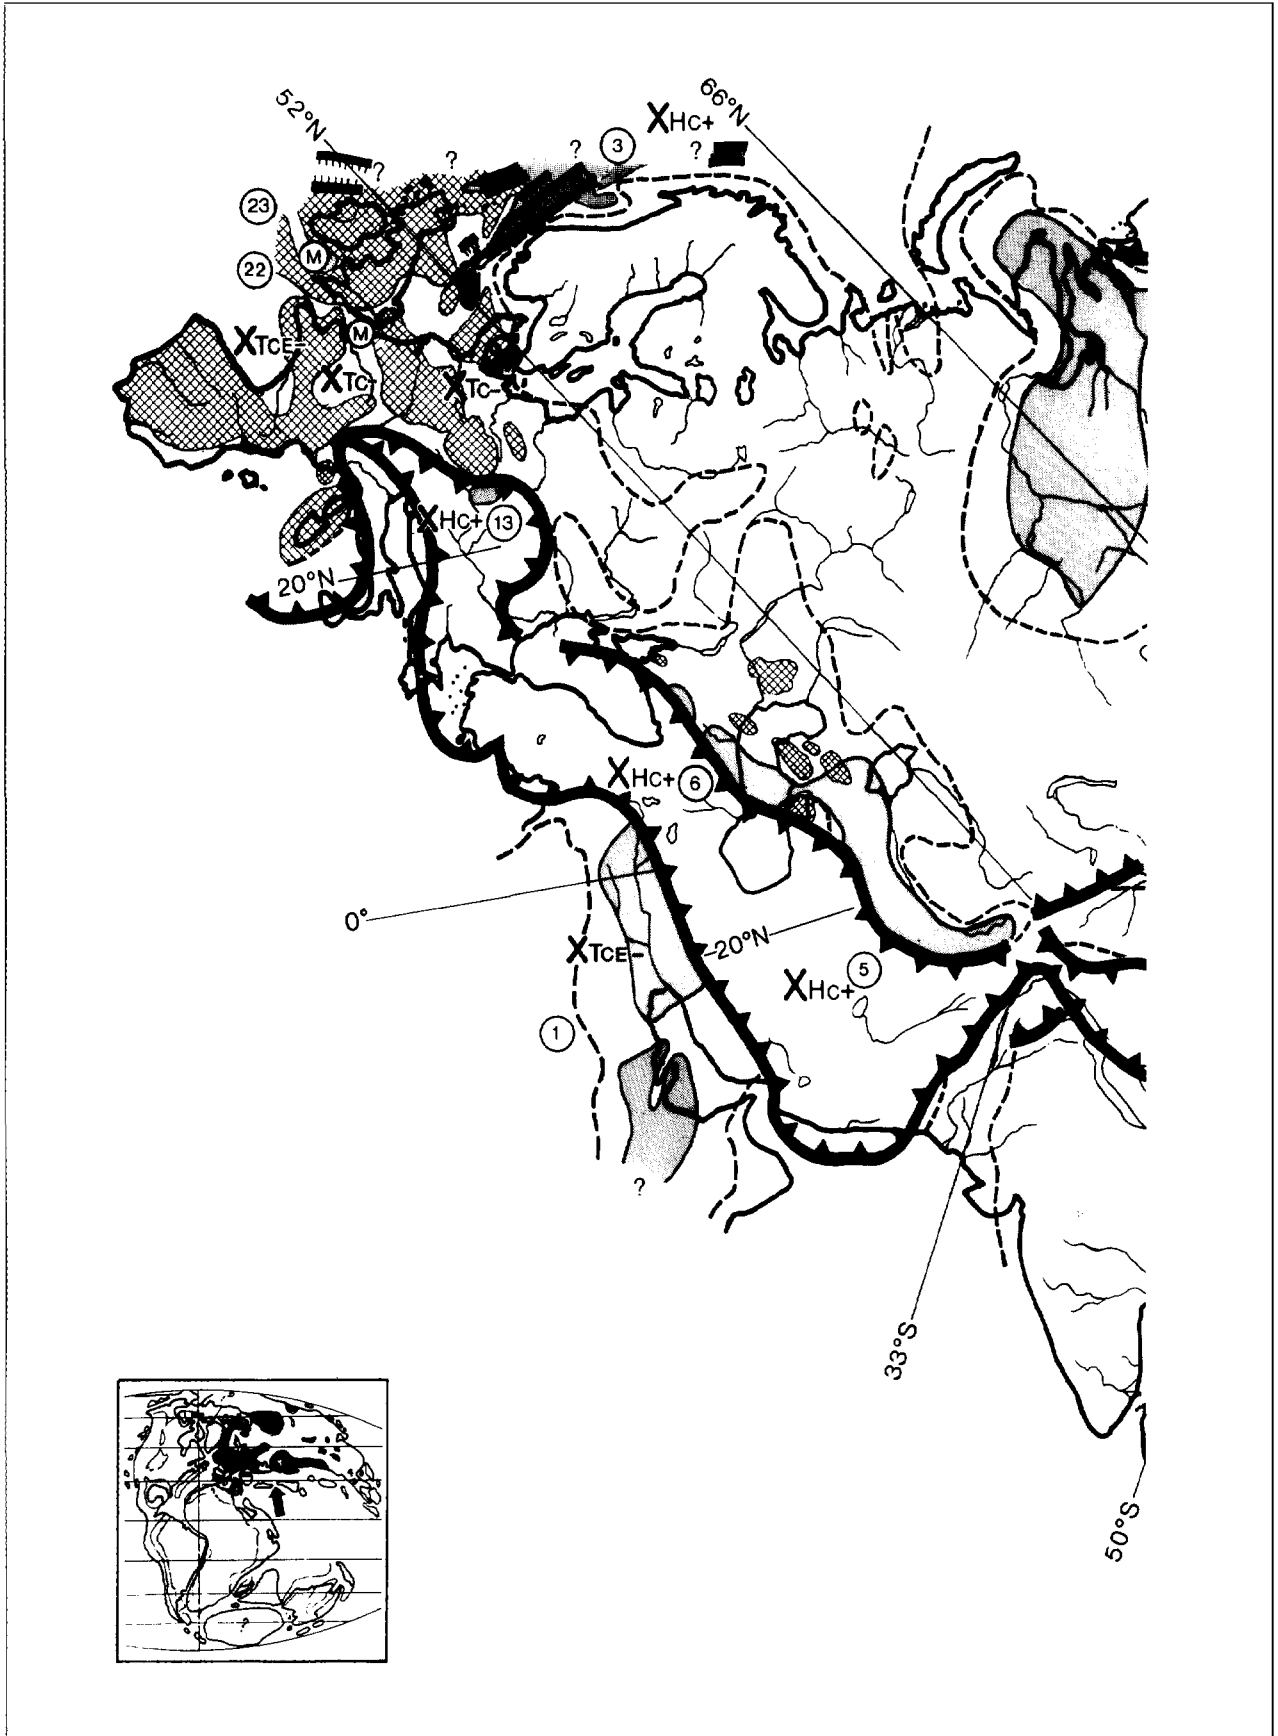 52°N
66°N
XHC+
?
?
?
3
?
23
M
22
XTCE=
M
XTC-
XTC-
XHC+ 13
20°N
XHC+ 6
0°
20°N
XTCE-
XHC+ 5
1
?
33°S
50°S
?